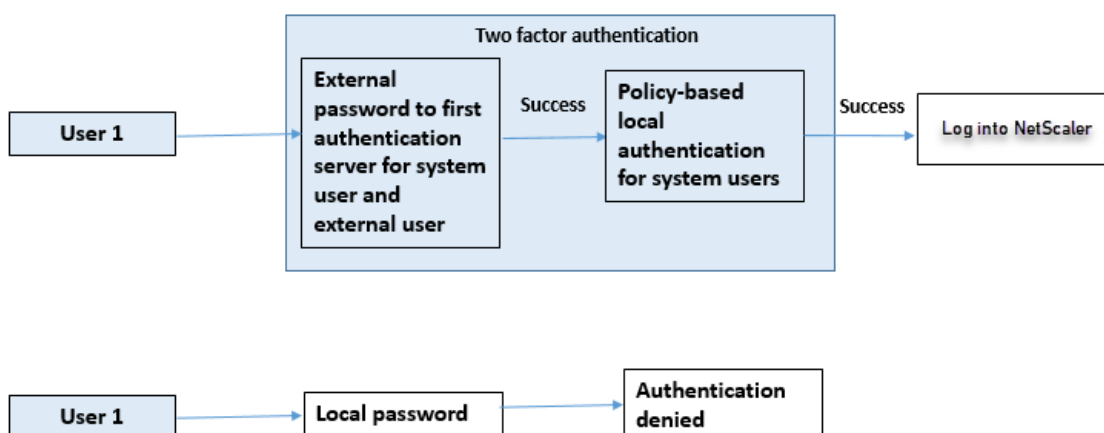 Two factor authentication
User 1
External
password to first
authentication
server for system
user and
external user
Success
Policy-based
local
authentication
for system users
Success
Log into NetScaler
User 1
Local password
Authentication
denied